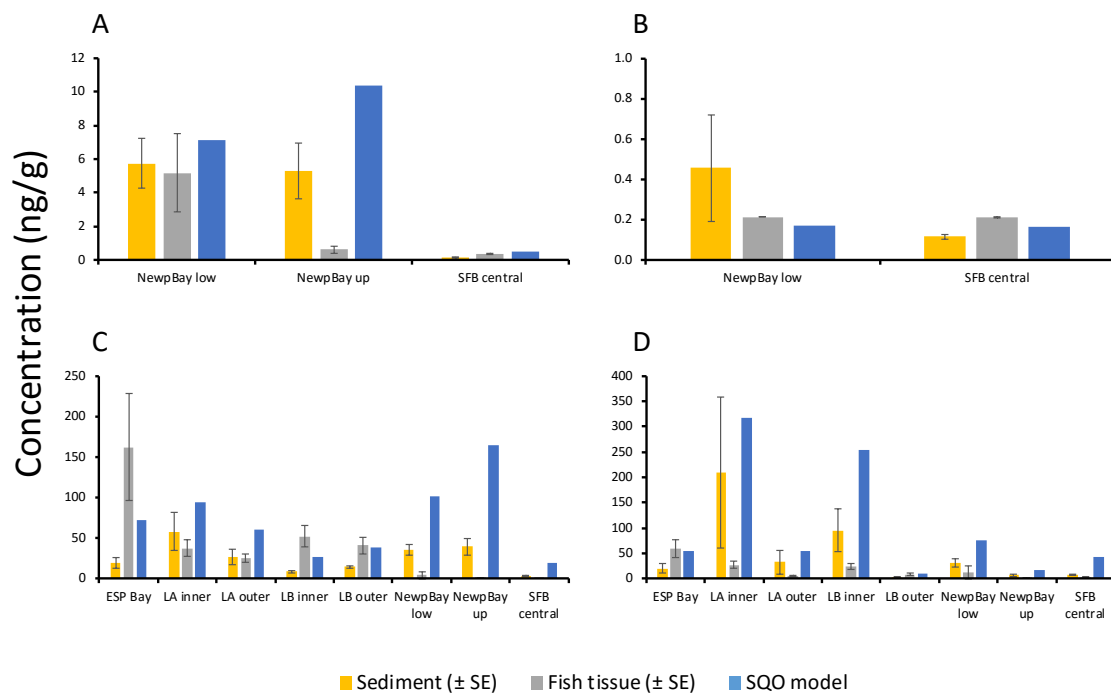 A
B
12
10
8
6
4
2
0
NewpBay low
NewpBay up
SFB central
1.0
0.8
0.6
0.4
0.2
0.0
NewpBay low
SFB central
Concentration (ng/g)
C
D
250
200
150
100
50
0
ESP Bay
LA inner
LA outer
LB inner
LB outer
NewpBay
low
NewpBay
up
SFB
central
400
350
300
250
200
150
100
50
0
ESP Bay
LA inner
LA outer
LB inner
LB outer
NewpBay
low
NewpBay
up
SFB
central
Sediment (± SE)
Fish tissue (± SE)
SQO model